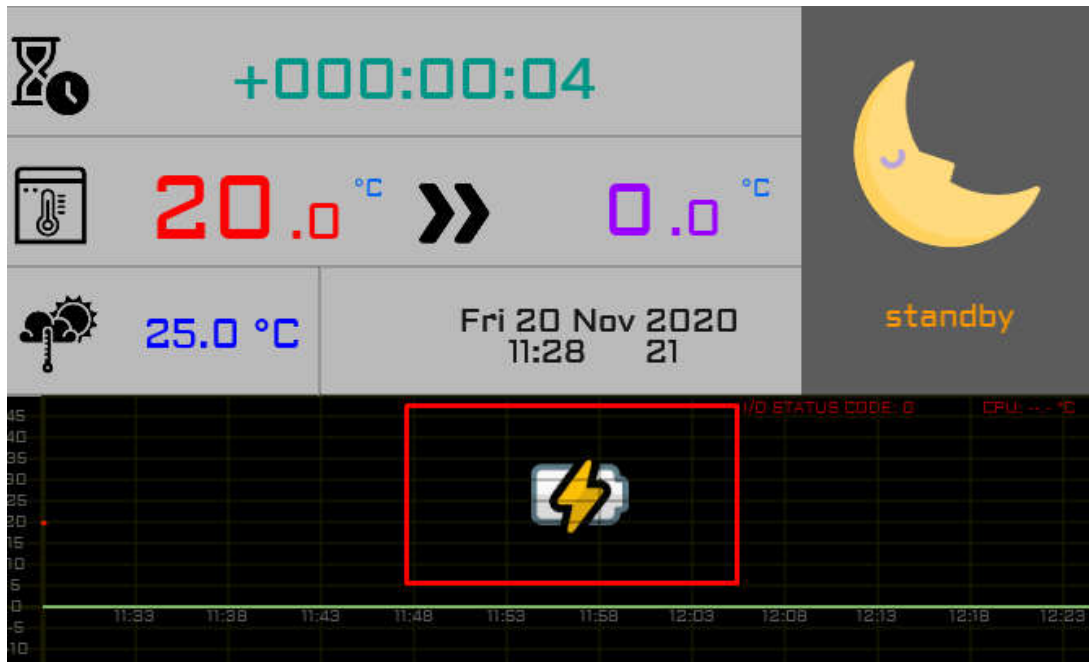 +000:00:04
20.0 °C » 0.0 °C
25.0 °C
Fri 20 Nov 2020
11:28 21
standby
I/O STATUS CODE: 0 CPU: --.- °C
45
40
35
30
25
20
15
10
5
0
-5
-10
11:33 11:38 11:43 11:48 11:53 11:58 12:03 12:08 12:13 12:18 12:23